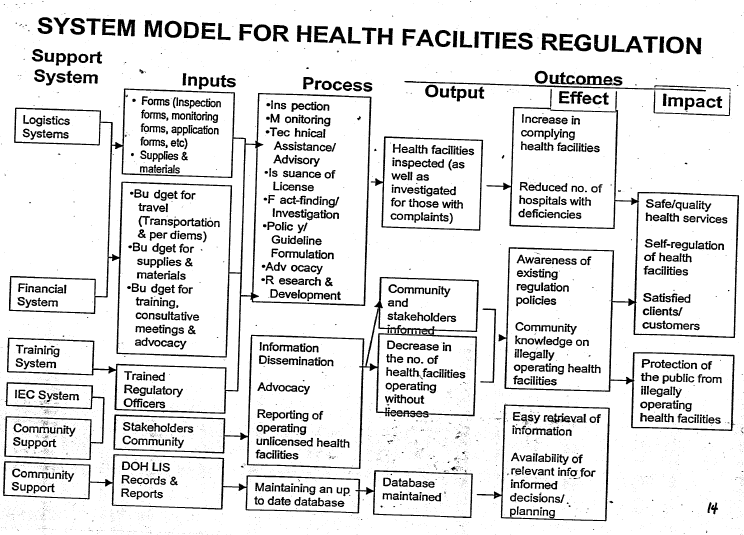 SYSTEM MODEL FOR HEALTH FACILITIES REGULATION
Support
System
Inputs
Process
Outcomes
Output
Effect
Impact
Logistics
Systems
Financial
System
Training
System
IEC System
Community
Support
Community
Support
• Forms (Inspection
forms, monitoring
forms, application
forms, etc)
• Supplies &
materials
•Bu dget for
travel
(Transportation
& per diems)
•Bu dget for
supplies &
materials
•Bu dget for
training,
consultative
meetings &
advocacy
Trained
Regulatory
Officers
Stakeholders
Community
DOH LIS
Records &
Reports
•Ins pection
•M onitoring
•Tec hnical
Assistance/
Advisory
•Is suance of
License
•F act-finding/
Investigation
•Polic y/
Guideline
Formulation
•Adv ocacy
•R esearch &
Development
Information
Dissemination
Advocacy
Reporting of
operating
unlicensed health
facilities
Maintaining an up
to date database
Health facilities
inspected (as
well as
investigated
for those with
complaints)
Community
and
stakeholders
informed
Decrease in
the no. of
health facilities
operating
without
licenses
Database
maintained
Increase in
complying
health facilities
Reduced no. of
hospitals with
deficiencies
Awareness of
existing
regulation
policies
Community
knowledge on
illegally
operating health
facilities
Easy retrieval of
information
Availability of
relevant info for
informed
decisions/
planning
Safe/quality
health services
Self-regulation
of health
facilities
Satisfied
clients/
customers
Protection of
the public from
illegally
operating
health facilities
14